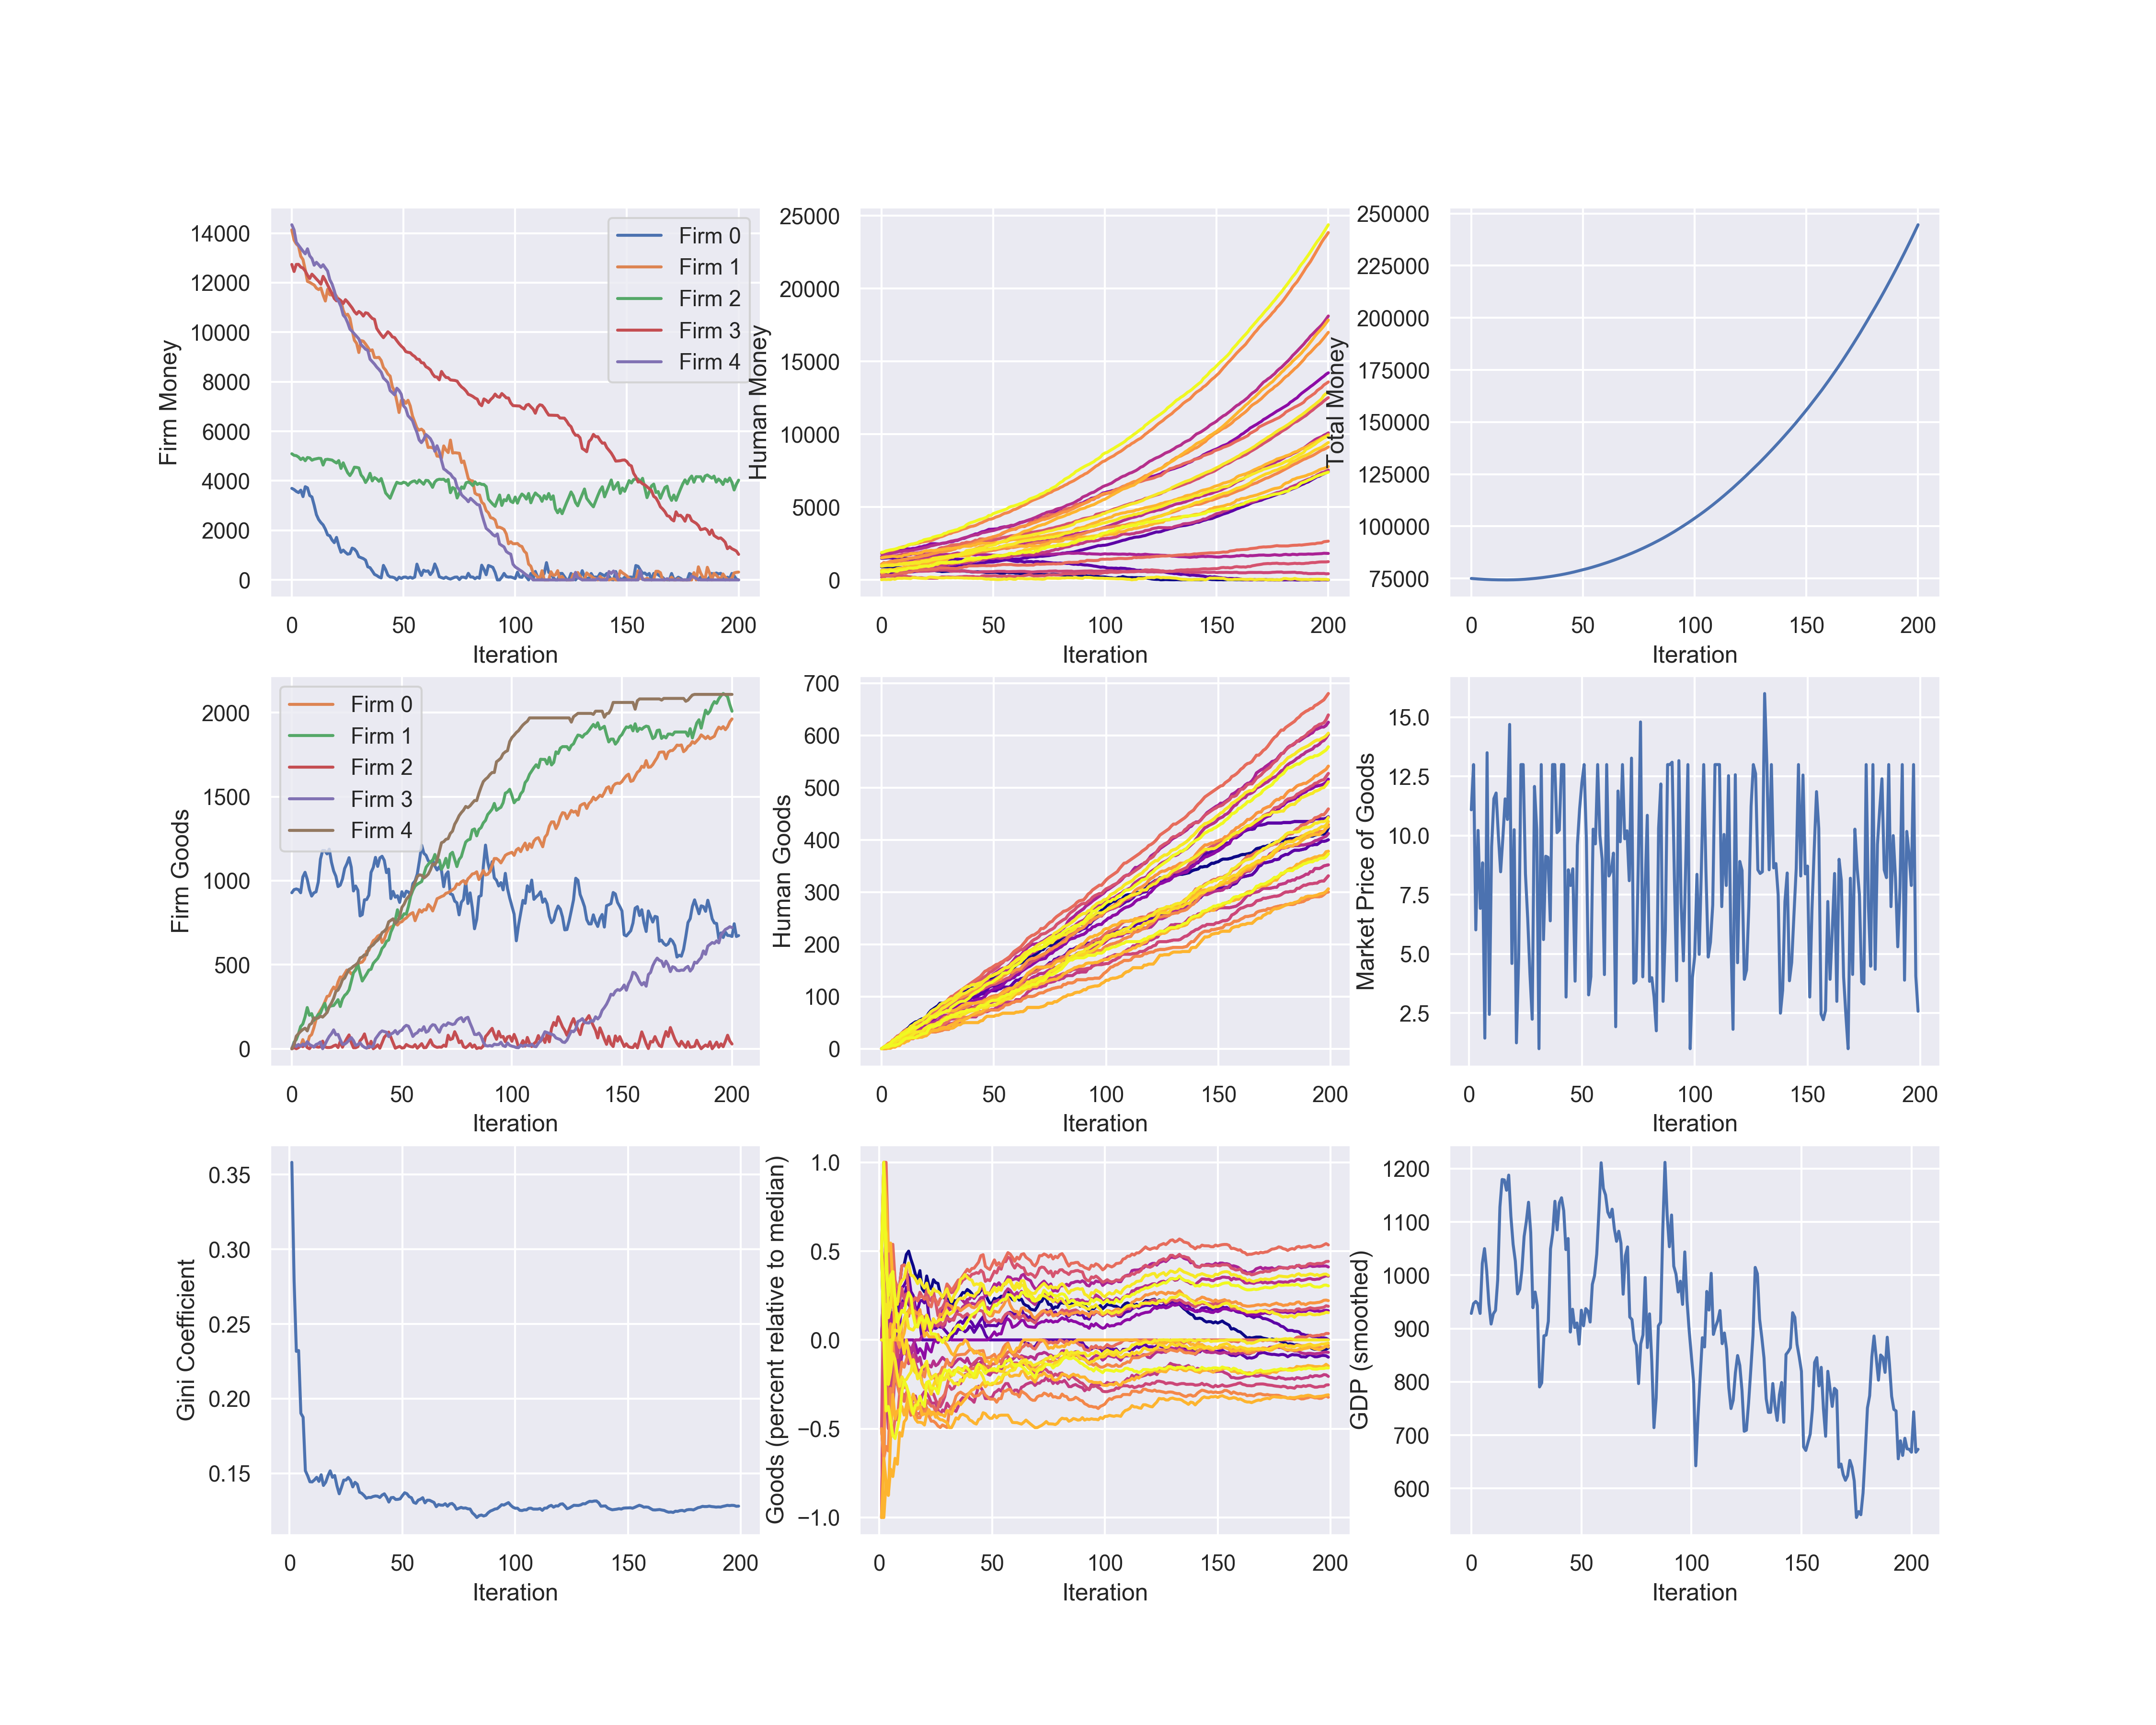 Firm Money
14000
12000
10000
8000
6000
4000
2000
0
0 50 100 150 200
Iteration
Firm 0
Firm 1
Firm 2
Firm 3
Firm 4
Human Money
25000
20000
15000
10000
5000
0
0 50 100 150 200
Iteration
Total Money
250000
225000
200000
175000
150000
125000
100000
75000
0 50 100 150 200
Iteration
Firm Goods
2000
1500
1000
500
0
0 50 100 150 200
Iteration
Firm 0
Firm 1
Firm 2
Firm 3
Firm 4
Human Goods
700
600
500
400
300
200
100
0
0 50 100 150 200
Iteration
Market Price of Goods
15.0
12.5
10.0
7.5
5.0
2.5
0 50 100 150 200
Iteration
Gini Coefficient
0.35
0.30
0.25
0.20
0.15
0 50 100 150 200
Iteration
Goods (percent relative to median)
1.0
0.5
0.0
−0.5
−1.0
0 50 100 150 200
Iteration
GDP (smoothed)
1200
1100
1000
900
800
700
600
0 50 100 150 200
Iteration